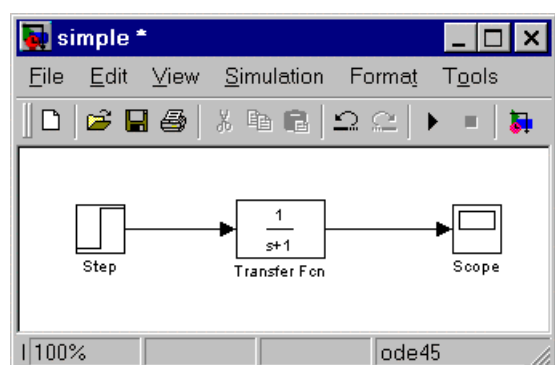 simple *
File Edit View Simulation Format Tools
1
s+1
Step
Transfer Fcn
Scope
100%
ode45